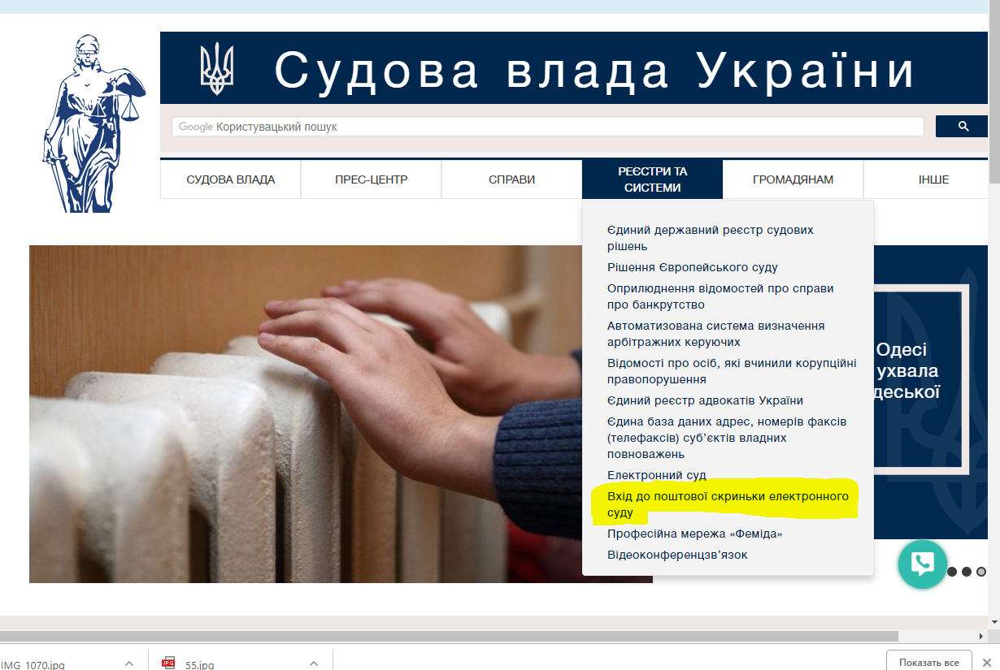 Судова влада України
Google Користувацький пошук
СУДОВА ВЛАДА
ПРЕС-ЦЕНТР
СПРАВИ
РЕЄСТРИ ТА
СИСТЕМИ
ГРОМАДЯНАМ
ІНШЕ
Єдиний державний реєстр судових
рішень
Рішення Європейського суду
Оприлюднення відомостей про справи
про банкрутство
Автоматизована система визначення
арбітражних керуючих
Відомості про осіб, які вчинили корупційні
правопорушення
Єдиний реєстр адвокатів України
Єдина база даних адрес, номерів факсів
(телефаксів) суб’єктів владних
повноважень
Електронний суд
Вхід до поштової скриньки електронного
суду
Професійна мережа «Феміда»
Відеоконференцзв’язок
Одесі
ухвала
деської
IMG_1070.jpg
JPG
55.jpg
Показать все